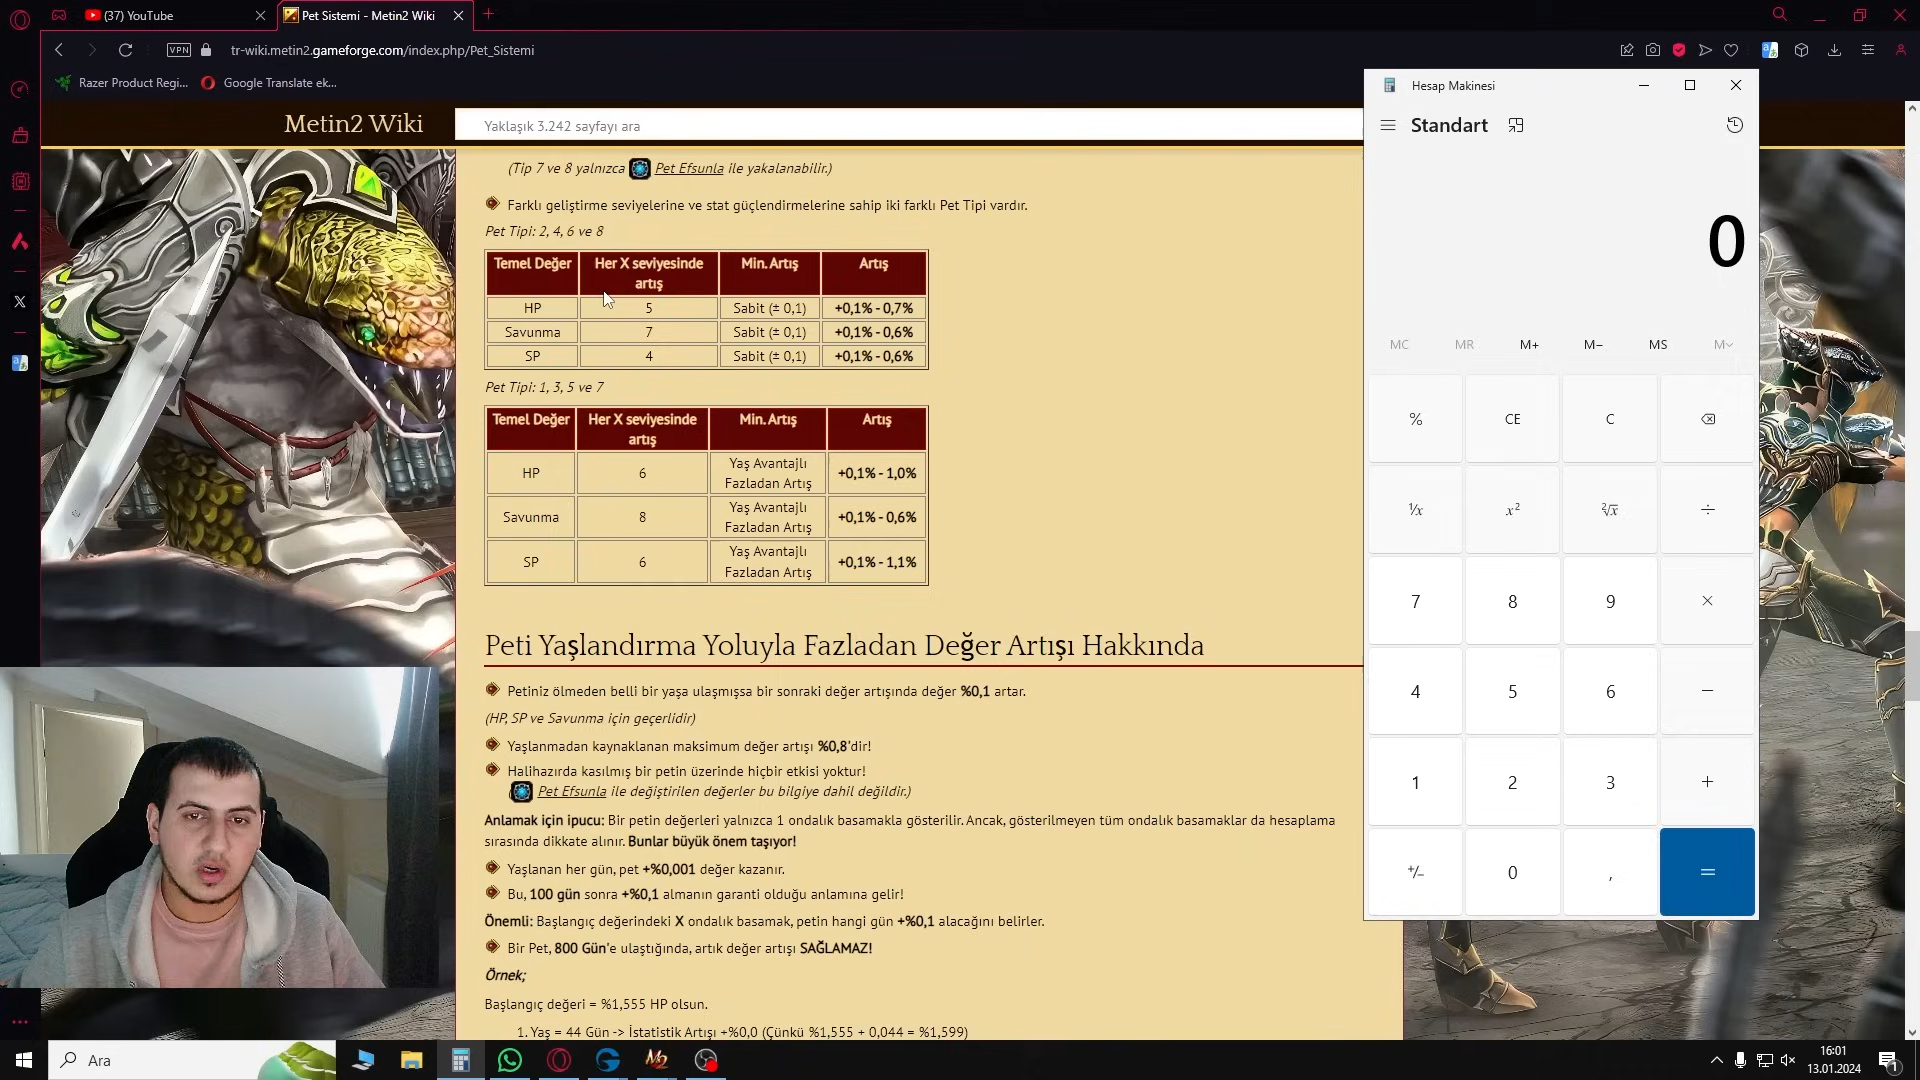 (37) YouTube
Pet Sistemi - Metin2 Wiki
VPN
tr-wiki.metin2.gameforge.com/index.php/Pet_Sistemi
Razer Product Regi...
Google Translate ek...
Metin2 Wiki
Yaklaşık 3.242 sayfayı ara
(Tip 7 ve 8 yalnızca Pet Efsunla ile yakalanabilir.)
Farklı geliştirme seviyelerine ve stat güçlendirmelerine sahip iki farklı Pet Tipi vardır.
Pet Tipi: 2, 4, 6 ve 8
Temel Değer Her X seviyesinde artış Min. Artış Artış
HP 5 Sabit (± 0,1) +0,1% - 0,7%
Savunma 7 Sabit (± 0,1) +0,1% - 0,6%
SP 4 Sabit (± 0,1) +0,1% - 0,6%
Pet Tipi: 1, 3, 5 ve 7
Temel Değer Her X seviyesinde artış Min. Artış Artış
HP 6 Yaş Avantajlı Fazladan Artış +0,1% - 1,0%
Savunma 8 Yaş Avantajlı Fazladan Artış +0,1% - 0,6%
SP 6 Yaş Avantajlı Fazladan Artış +0,1% - 1,1%
Peti Yaşlandırma Yoluyla Fazladan Değer Artışı Hakkında
Petiniz ölmeden belli bir yaşa ulaşmışsa bir sonraki değer artışında değer %0,1 artar.
(HP, SP ve Savunma için geçerlidir)
Yaşlanmadan kaynaklanan maksimum değer artışı %0,8'dir!
Halihazırda kasılmış bir petin üzerinde hiçbir etkisi yoktur!
(Pet Efsunla ile değiştirilen değerler bu bilgiye dahil değildir.)
Anlamak için ipucu: Bir petin değerleri yalnızca 1 ondalık basamakla gösterilir. Ancak, gösterilmeyen tüm ondalık basamaklar da hesaplama
sırasında dikkate alınır. Bunlar büyük önem taşıyor!
Yaşlanan her gün, pet +%0,001 değer kazanır.
Bu, 100 gün sonra +%0,1 almanın garanti olduğu anlamına gelir!
Önemli: Başlangıç değerindeki X ondalık basamak, petin hangi gün +%0,1 alacağını belirler.
Bir Pet, 800 Gün'e ulaştığında, artık değer artışı SAĞLAMAZ!
Örnek;
Başlangıç değeri = %1,555 HP olsun.
1. Yaş = 44 Gün -> İstatistik Artışı +%0,0 (Çünkü %1,555 + 0,044 = %1,599)
Hesap Makinesi
Standart
0
MC MR M+ M− MS M
% CE C
1/x x² ²√x ÷
7 8 9 ×
4 5 6 −
1 2 3 +
+/− 0 , =
Ara
16:01
13.01.2024
1